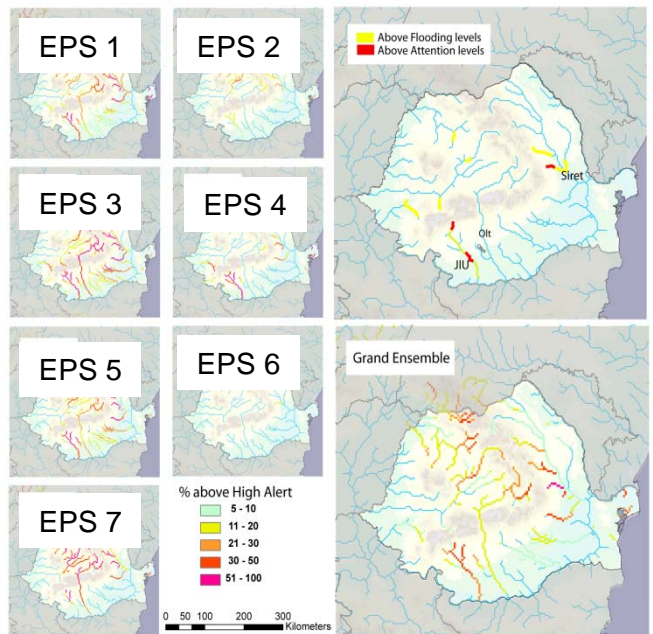 EPS 1
EPS 2
Above Flooding levels
Above Attention levels
Siret
Olt
JIU
EPS 3
EPS 4
EPS 5
EPS 6
Grand Ensemble
EPS 7
% above High Alert
5 - 10
11 - 20
21 - 30
30 - 50
51 - 100
0 50 100 200 300
Kilometers